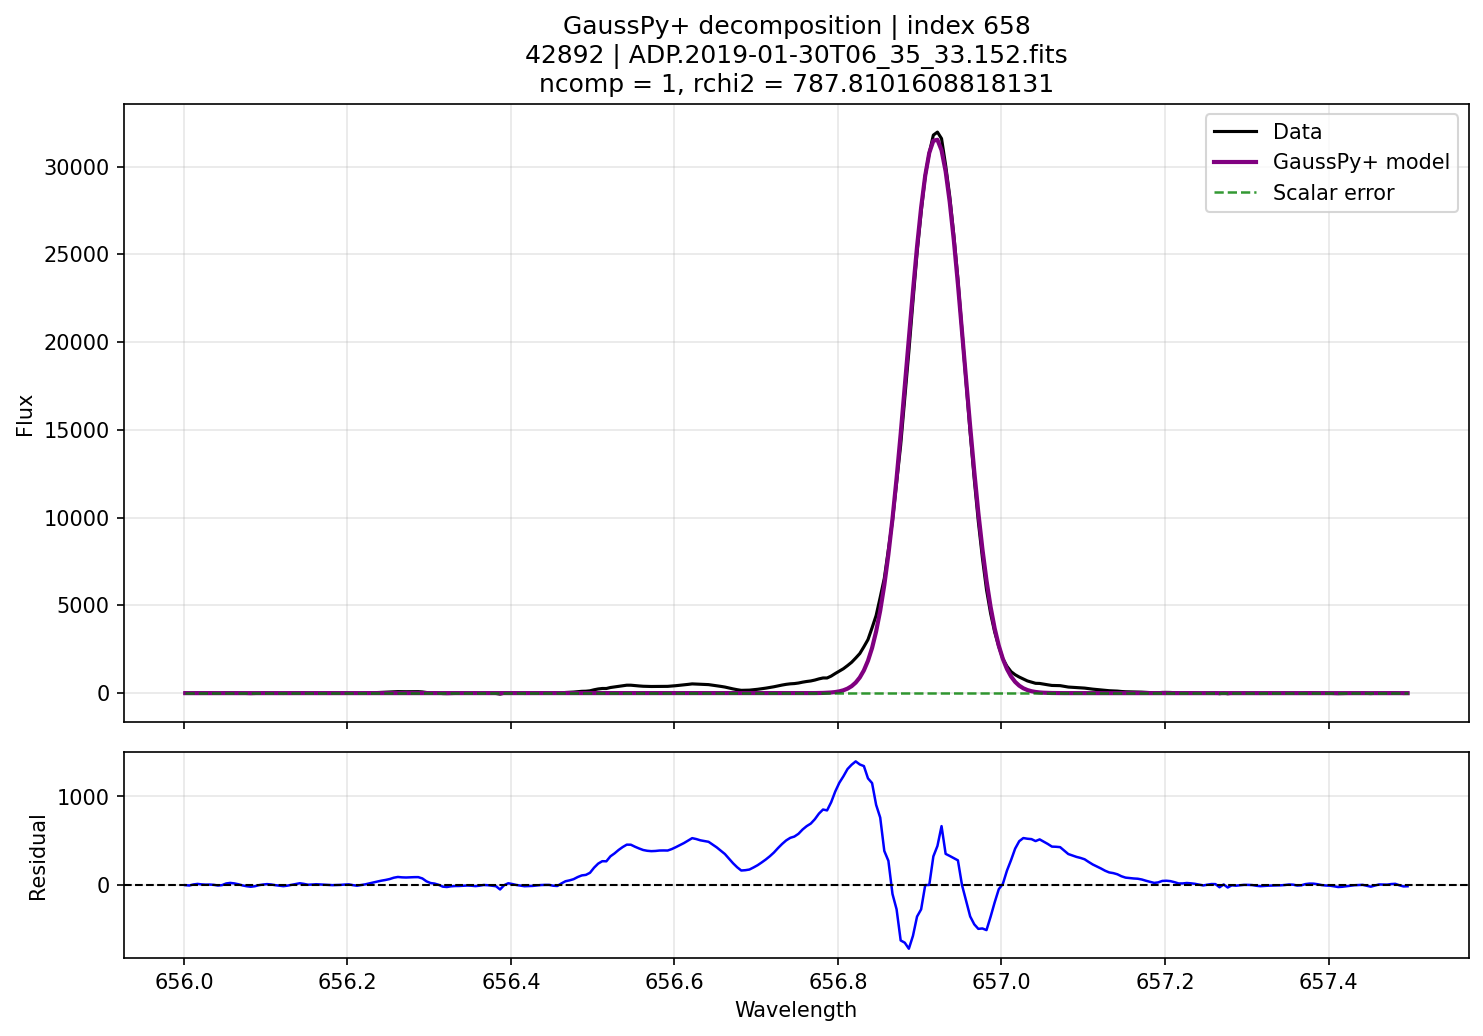 GaussPy+ decomposition | index 658
42892 | ADP.2019-01-30T06_35_33.152.fits
ncomp = 1, rchi2 = 787.8101608818131
Data
GaussPy+ model
Scalar error
Flux
30000
25000
20000
15000
10000
5000
0
Residual
1000
0
656.0 656.2 656.4 656.6 656.8 657.0 657.2 657.4
Wavelength